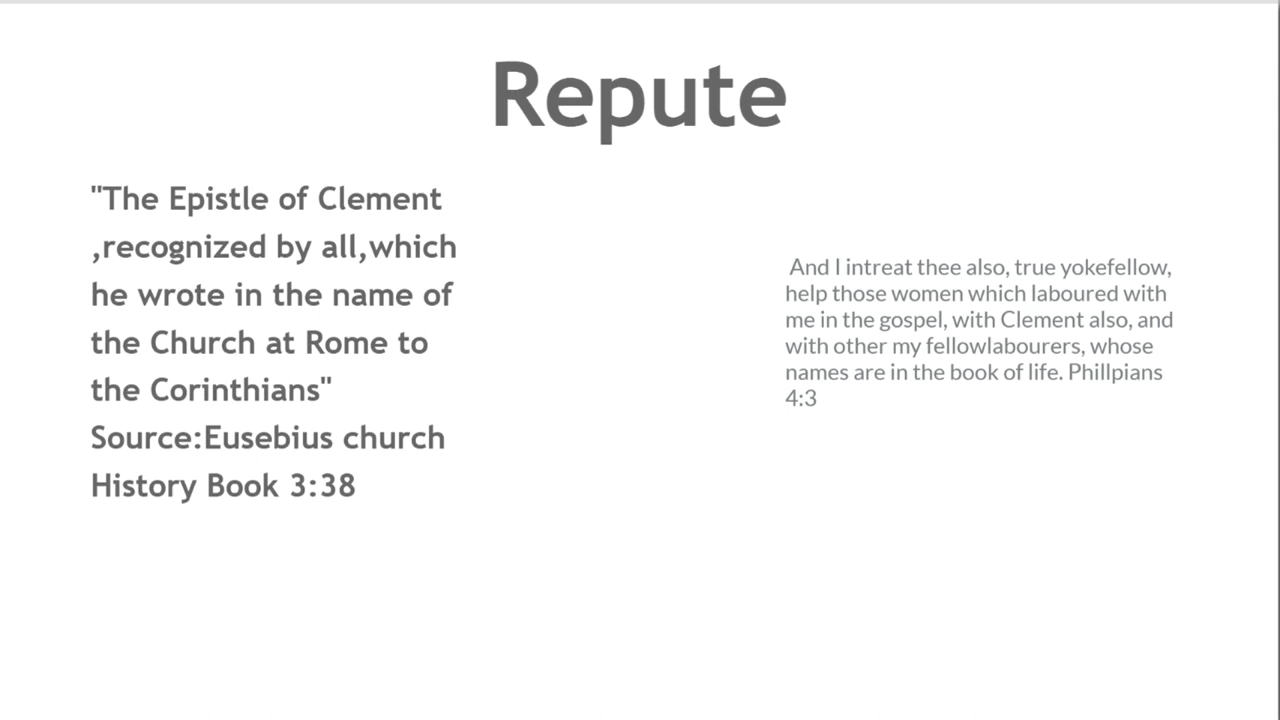 Repute
"The Epistle of Clement
,recognized by all,which
he wrote in the name of
the Church at Rome to
the Corinthians"
Source:Eusebius church
History Book 3:38
And I intreat thee also, true yokefellow,
help those women which laboured with
me in the gospel, with Clement also, and
with other my fellowlabourers, whose
names are in the book of life. Phillpians
4:3